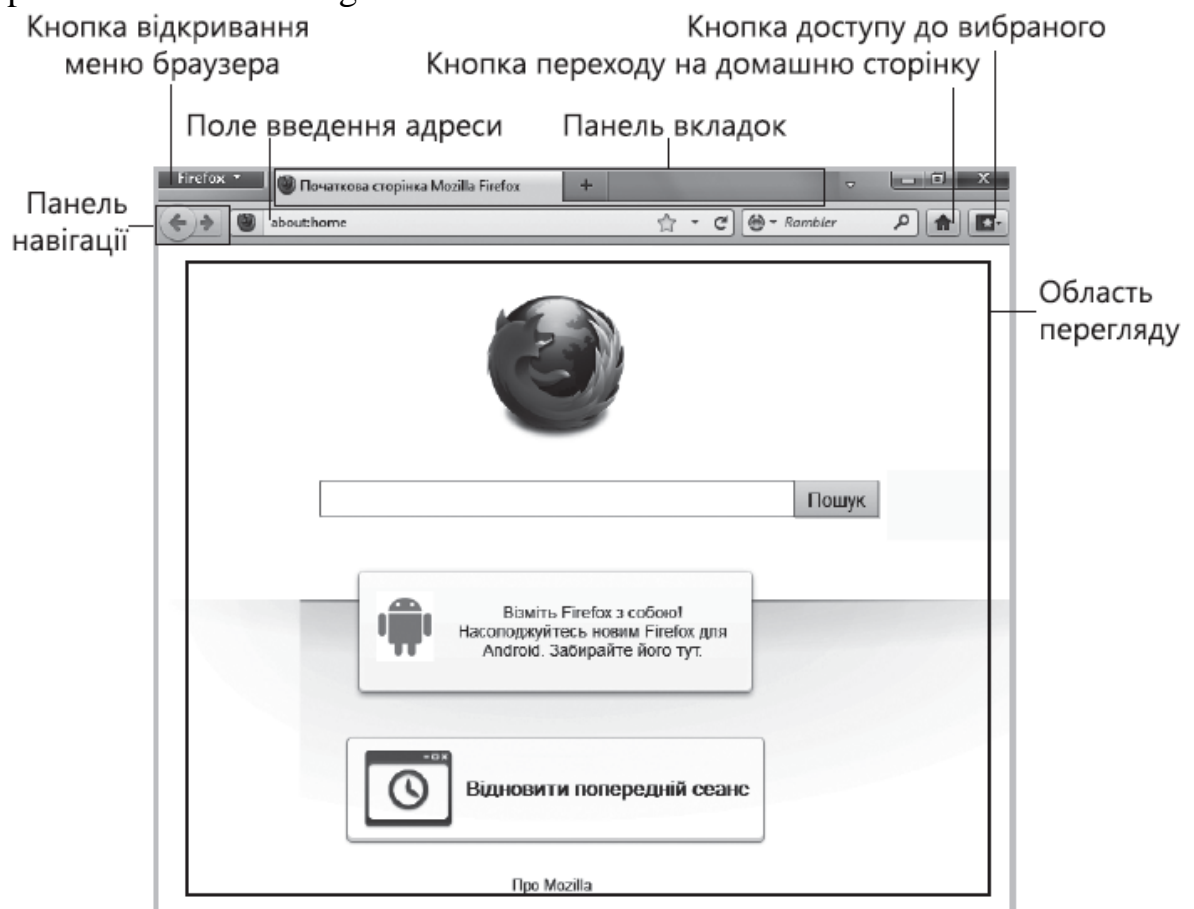 Кнопка відкривання
меню браузера
Кнопка доступу до вибраного
Кнопка переходу на домашню сторінку
Поле введення адреси
Панель вкладок
Firefox
Початкова сторінка Mozilla Firefox
Панель
навігації
about:home
Rambler
Область
перегляду
Пошук
Візміть Firefox з собою!
Насолоджуйтесь новим Firefox для
Android. Забирайте його тут.
Відновити попередній сеанс
Про Mozilla